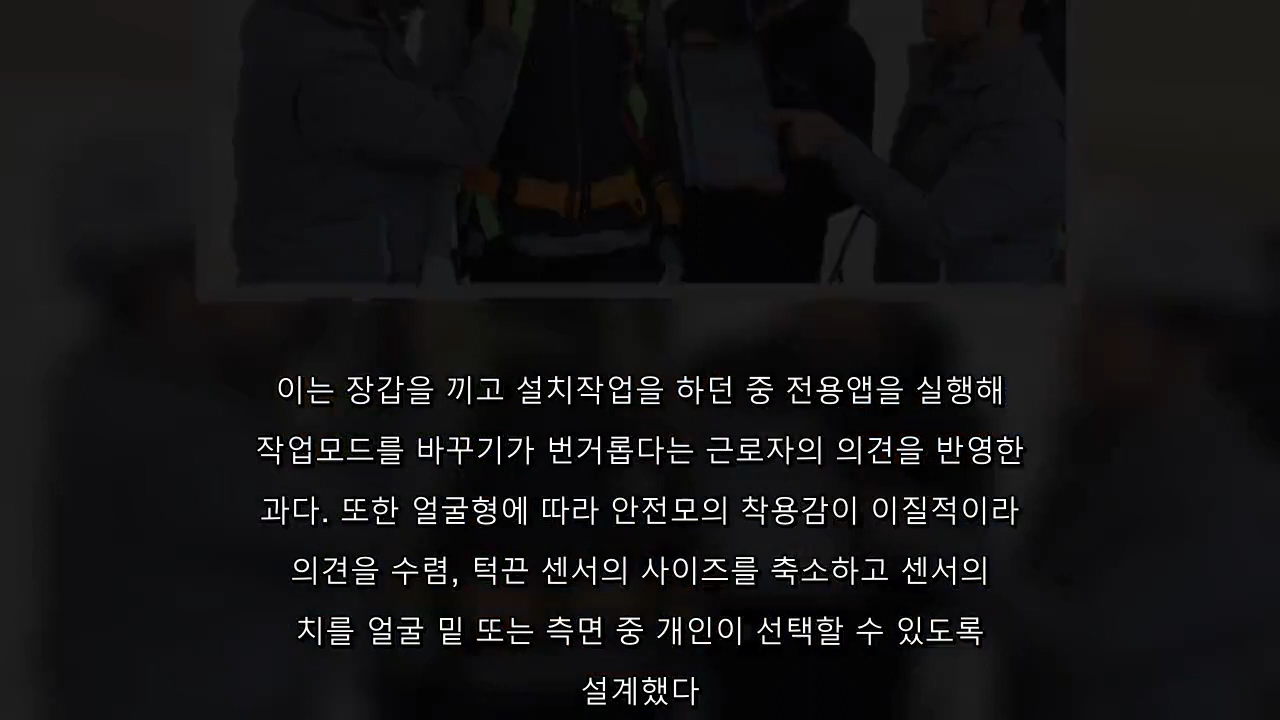 이는 장갑을 끼고 설치작업을 하던 중 전용앱을 실행해
작업모드를 바꾸기가 번거롭다는 근로자의 의견을 반영한
과다. 또한 얼굴형에 따라 안전모의 착용감이 이질적이라
의견을 수렴, 턱끈 센서의 사이즈를 축소하고 센서의
치를 얼굴 밑 또는 측면 중 개인이 선택할 수 있도록
설계했다